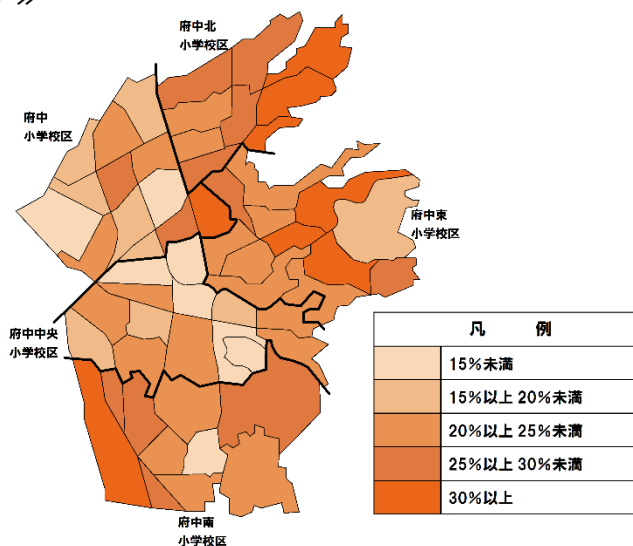 》
府中北
小学校区
府中
小学校区
府中東
小学校区
府中中央
小学校区
府中南
小学校区
凡 例
15％未満
15％以上 20％未満
20％以上 25％未満
25％以上 30％未満
30％以上